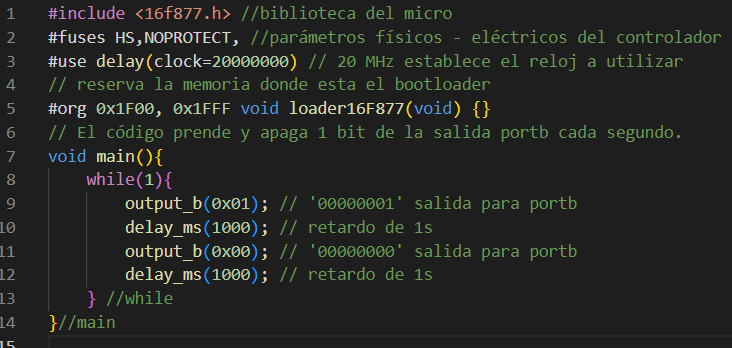 1 #include <16f877.h> //biblioteca del micro
2 #fuses HS,NOPROTECT, //parámetros físicos - eléctricos del controlador
3 #use delay(clock=20000000) // 20 MHz establece el reloj a utilizar
4 // reserva la memoria donde esta el bootloader
5 #org 0x1F00, 0x1FFF void loader16F877(void) {}
6 // El código prende y apaga 1 bit de la salida portb cada segundo.
7 void main(){
8 while(1){
9 output_b(0x01); // '00000001' salida para portb
10 delay_ms(1000); // retardo de 1s
11 output_b(0x00); // '00000000' salida para portb
12 delay_ms(1000); // retardo de 1s
13 } //while
14 }//main
15